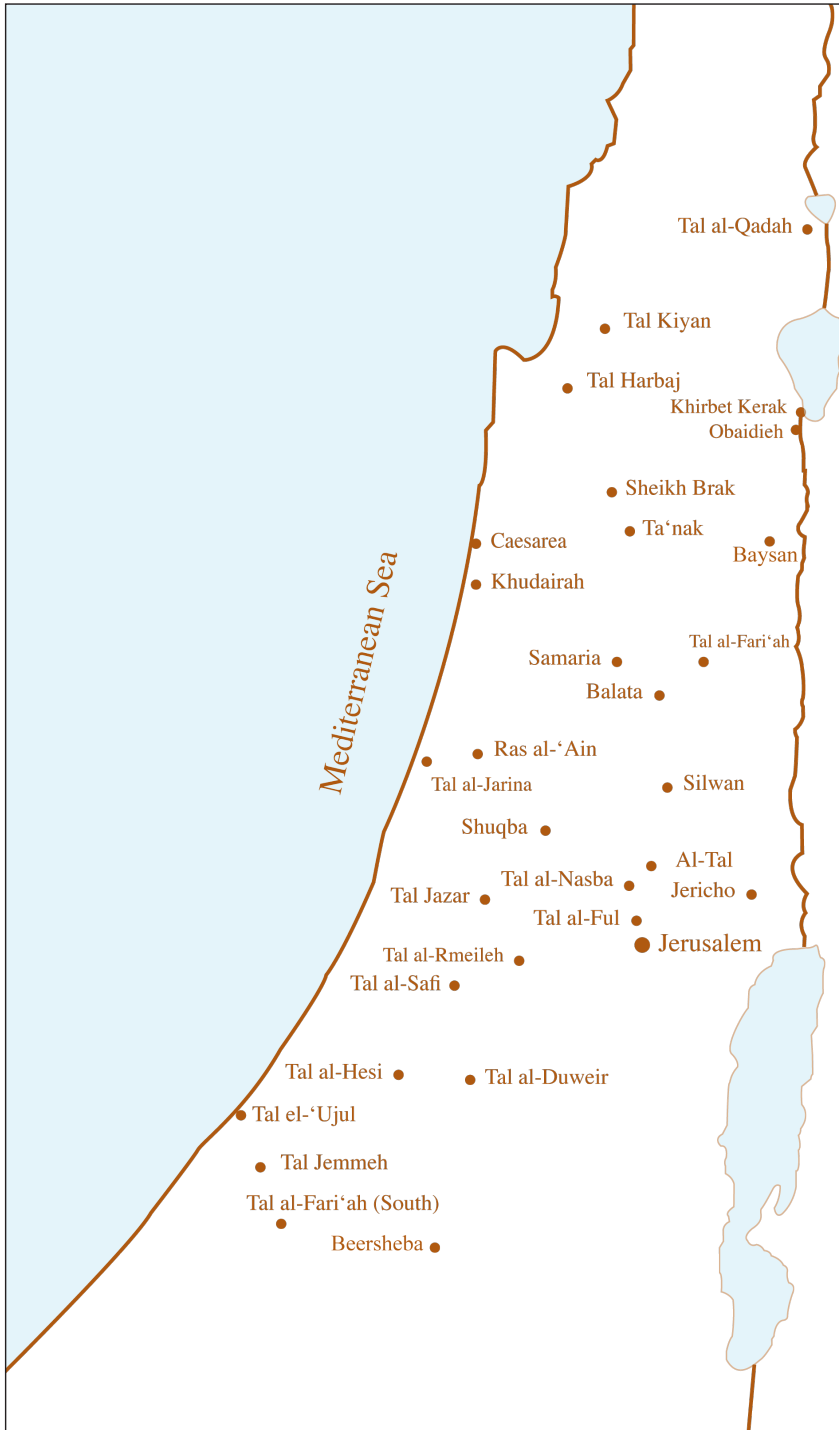 Tal al-Qadah
Tal Kiyan
Tal Harbaj
Khirbet Kerak
Obaidieh
Sheikh Brak
Ta‘nak
Caesarea
Baysan
Khudairah
Mediterranean Sea
Tal al-Fari‘ah
Samaria
Balata
Ras al-‘Ain
Tal al-Jarina
Silwan
Shuqba
Al-Tal
Tal al-Nasba
Jericho
Tal Jazar
Tal al-Ful
Jerusalem
Tal al-Rmeileh
Tal al-Safi
Tal al-Hesi
Tal al-Duweir
Tal el-‘Ujul
Tal Jemmeh
Tal al-Fari‘ah (South)
Beersheba